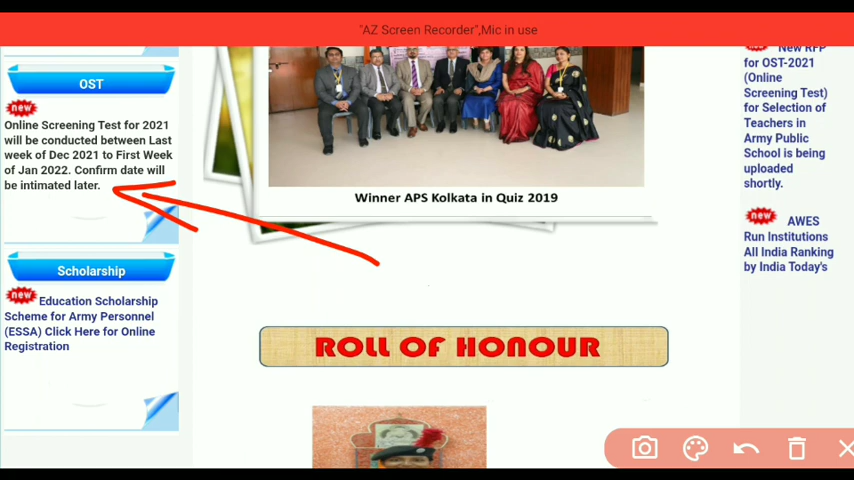 "AZ Screen Recorder",Mic in use
OST
new
Online Screening Test for 2021
will be conducted between Last
week of Dec 2021 to First Week
of Jan 2022. Confirm date will
be intimated later.
Scholarship
new Education Scholarship
Scheme for Army Personnel
(ESSA) Click Here for Online
Registration
Winner APS Kolkata in Quiz 2019
ROLL OF HONOUR
New RFP
for OST-2021
(Online
Screening Test)
for Selection of
Teachers in
Army Public
School is being
uploaded
shortly.
new AWES
Run Institutions
All India Ranking
by India Today's